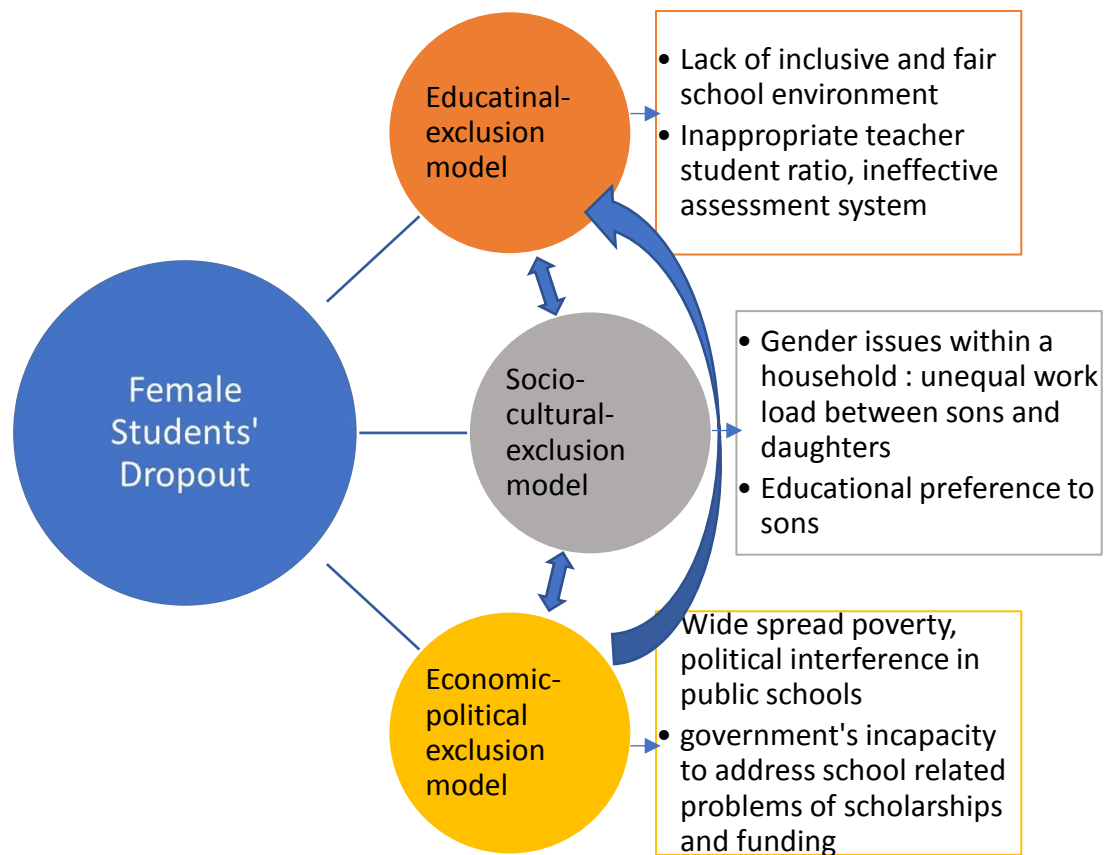 Female
Students'
Dropout
Educatinal-
exclusion
model
• Lack of inclusive and fair
school environment
• Inappropriate teacher
student ratio, ineffective
assessment system
Socio-
cultural-
exclusion
model
• Gender issues within a
household : unequal work
load between sons and
daughters
• Educational preference to
sons
Economic-
political
exclusion
model
Wide spread poverty,
political interference in
public schools
• government's incapacity
to address school related
problems of scholarships
and funding